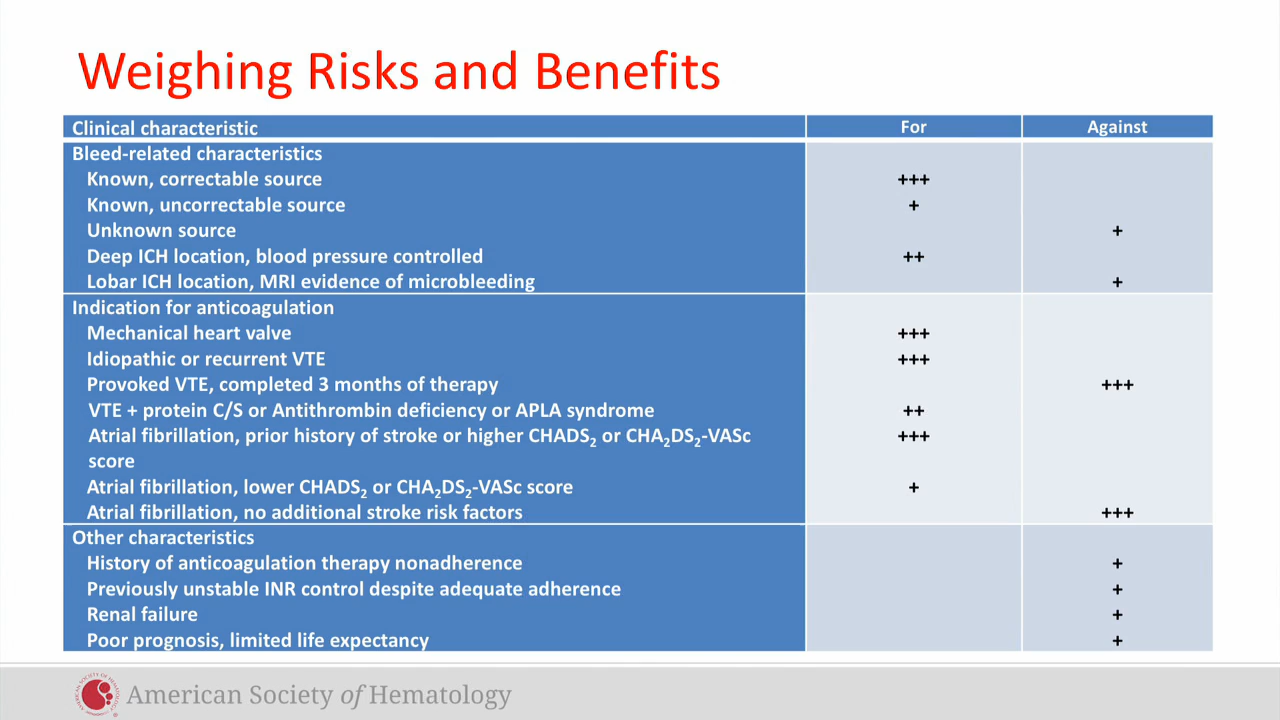 Weighing Risks and Benefits
Clinical characteristic For Against
Bleed-related characteristics
Known, correctable source +++
Known, uncorrectable source +
Unknown source +
Deep ICH location, blood pressure controlled ++
Lobar ICH location, MRI evidence of microbleeding +
Indication for anticoagulation
Mechanical heart valve +++
Idiopathic or recurrent VTE +++
Provoked VTE, completed 3 months of therapy +++
VTE + protein C/S or Antithrombin deficiency or APLA syndrome ++
Atrial fibrillation, prior history of stroke or higher CHADS₂ or CHA₂DS₂-VASc +++
score
Atrial fibrillation, lower CHADS₂ or CHA₂DS₂-VASc score +
Atrial fibrillation, no additional stroke risk factors +++
Other characteristics
History of anticoagulation therapy nonadherence +
Previously unstable INR control despite adequate adherence +
Renal failure +
Poor prognosis, limited life expectancy +
American Society of Hematology